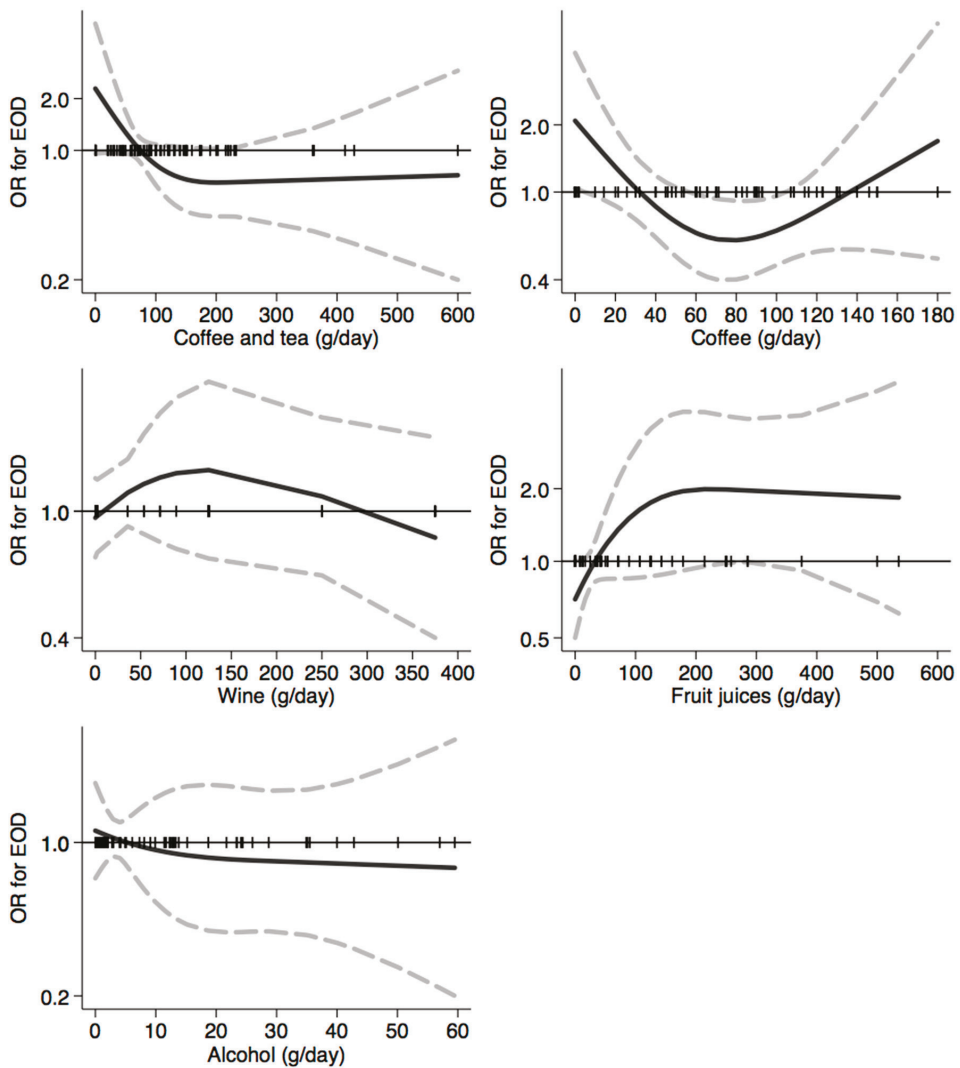 OR for EOD
2.0
1.0
0.2
0 100 200 300 400 500 600
Coffee and tea (g/day)
OR for EOD
2.0
1.0
0.4
0 20 40 60 80 100 120 140 160 180
Coffee (g/day)
OR for EOD
1.0
0.4
0 50 100 150 200 250 300 350 400
Wine (g/day)
OR for EOD
2.0
1.0
0.5
0 100 200 300 400 500 600
Fruit juices (g/day)
OR for EOD
1.0
0.2
0 10 20 30 40 50 60
Alcohol (g/day)